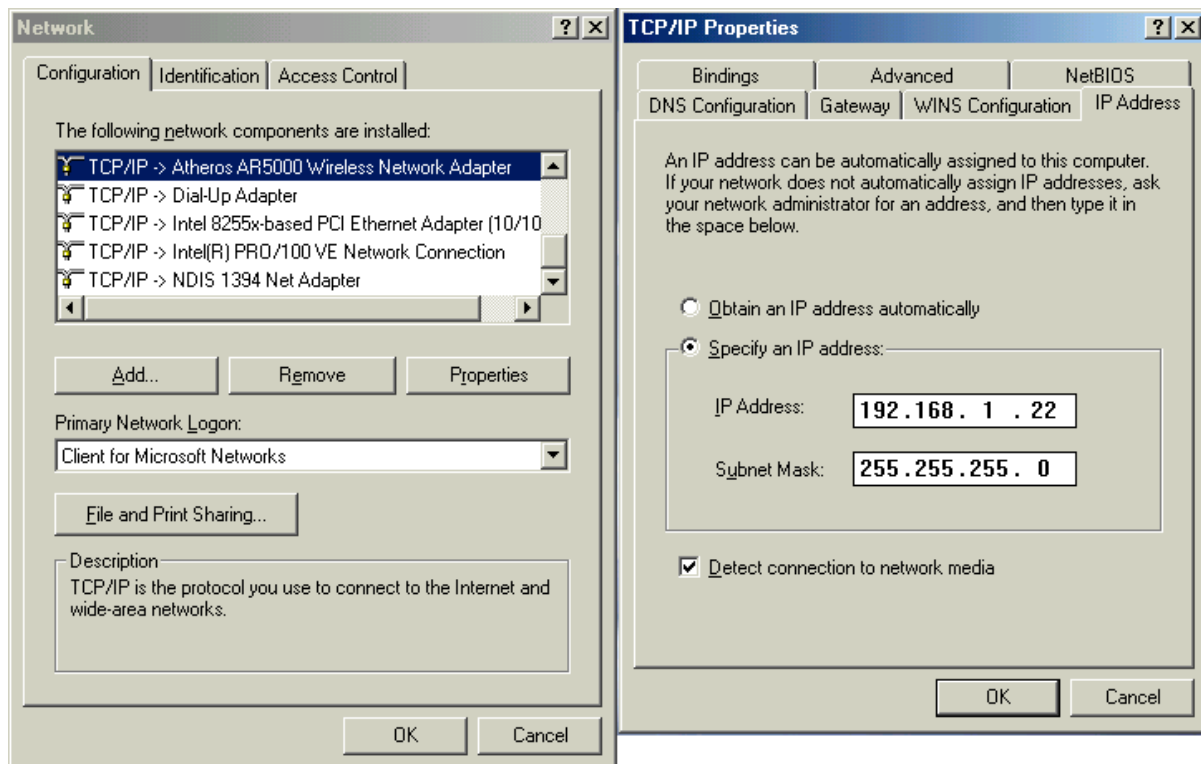 Network
Configuration
Identification
Access Control
The following network components are installed:
TCP/IP -> Atheros AR5000 Wireless Network Adapter
TCP/IP -> Dial-Up Adapter
TCP/IP -> Intel 8255x-based PCI Ethernet Adapter (10/10
TCP/IP -> Intel(R) PRO/100 VE Network Connection
TCP/IP -> NDIS 1394 Net Adapter
Add...
Remove
Properties
Primary Network Logon:
Client for Microsoft Networks
File and Print Sharing...
Description
TCP/IP is the protocol you use to connect to the Internet and
wide-area networks.
OK
Cancel
TCP/IP Properties
Bindings
Advanced
NetBIOS
DNS Configuration
Gateway
WINS Configuration
IP Address
An IP address can be automatically assigned to this computer.
If your network does not automatically assign IP addresses, ask
your network administrator for an address, and then type it in
the space below.
Obtain an IP address automatically
Specify an IP address:
IP Address: 192.168. 1 . 22
Subnet Mask: 255.255.255. 0
Detect connection to network media
OK
Cancel